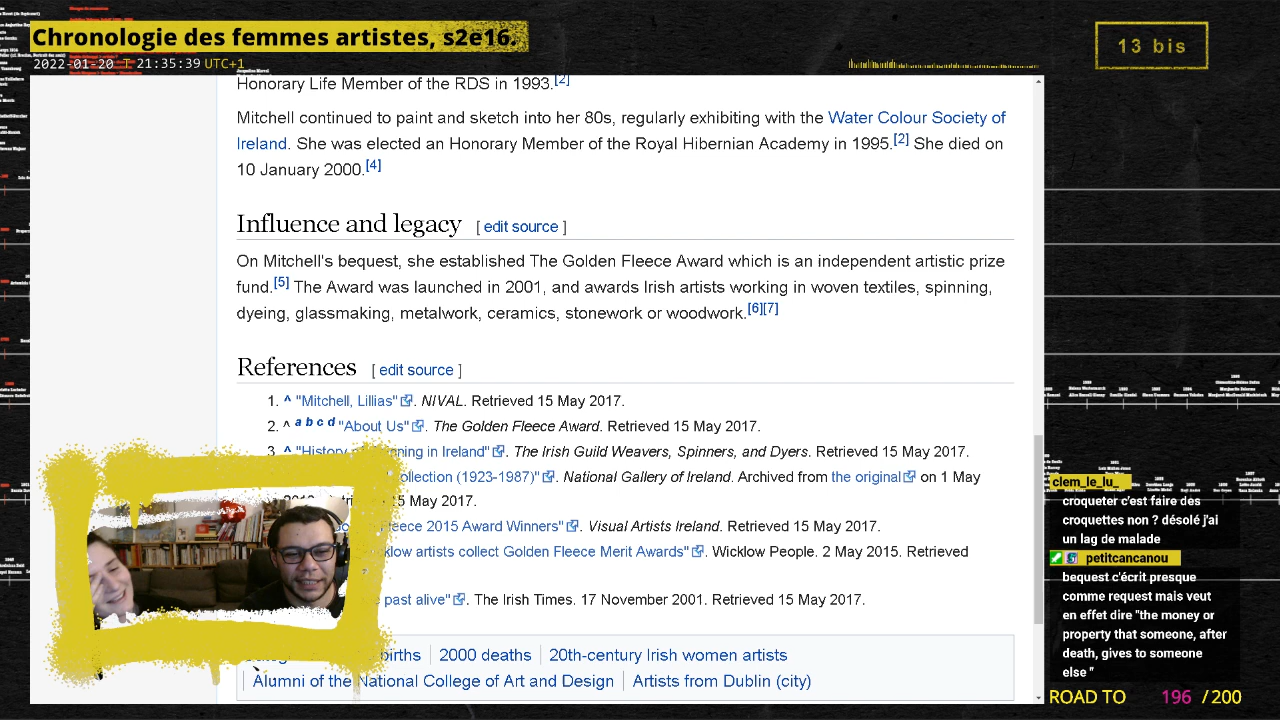 Chronologie des femmes artistes, s2e16.
2022-01-20 T 21:35:39 UTC+1
13 bis
Honorary Life Member of the RDS in 1993.[2]
Mitchell continued to paint and sketch into her 80s, regularly exhibiting with the Water Colour Society of
Ireland. She was elected an Honorary Member of the Royal Hibernian Academy in 1995.[2] She died on
10 January 2000.[4]
Influence and legacy [ edit source ]
On Mitchell's bequest, she established The Golden Fleece Award which is an independent artistic prize
fund.[5] The Award was launched in 2001, and awards Irish artists working in woven textiles, spinning,
dyeing, glassmaking, metalwork, ceramics, stonework or woodwork.[6][7]
References [ edit source ]
1. ^ "Mitchell, Lillias". NIVAL. Retrieved 15 May 2017.
2. ^ a b c d "About Us". The Golden Fleece Award. Retrieved 15 May 2017.
3. ^ "History in Ireland". The Irish Guild Weavers, Spinners, and Dyers. Retrieved 15 May 2017.
ollection (1923-1987)". National Gallery of Ireland. Archived from the original on 1 May
5 May 2017.
leece 2015 Award Winners". Visual Artists Ireland. Retrieved 15 May 2017.
klow artists collect Golden Fleece Merit Awards". Wicklow People. 2 May 2015. Retrieved
past alive". The Irish Times. 17 November 2001. Retrieved 15 May 2017.
births | 2000 deaths | 20th-century Irish women artists
Alumni of the National College of Art and Design | Artists from Dublin (city)
clem_le_lu_
croqueter c'est faire des
croquettes non ? désolé j'ai
un lag de malade
petitcancanou
bequest c'écrit presque
comme request mais veut
en effet dire "the money or
property that someone, after
death, gives to someone
else "
ROAD TO 196 / 200